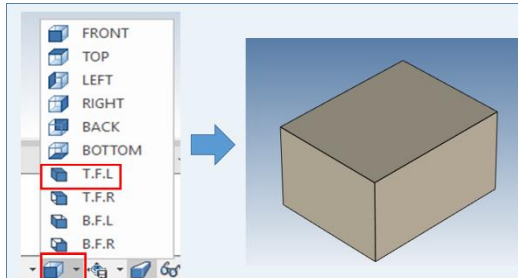 FRONT
TOP
LEFT
RIGHT
BACK
BOTTOM
T.F.L
T.F.R
B.F.L
B.F.R